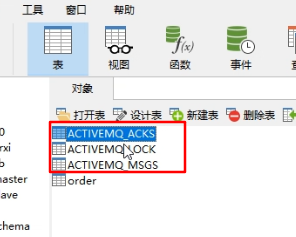 工具 窗口 帮助
表 视图 函数 事件
对象
打开表 设计表 新建表 删除表
ACTIVEMQ_ACKS
ACTIVEMQ_LOCK
ACTIVEMQ_MSGS
order